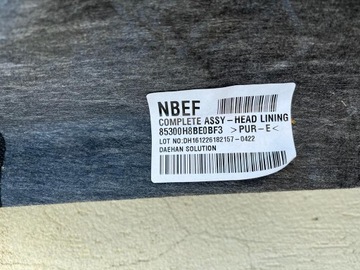 NBEF
COMPLETE ASSY-HEAD LINING
85300H8BE0BF3 >PUR-E<
LOT NO:DH161226182157-0422
DAEHAN SOLUTION